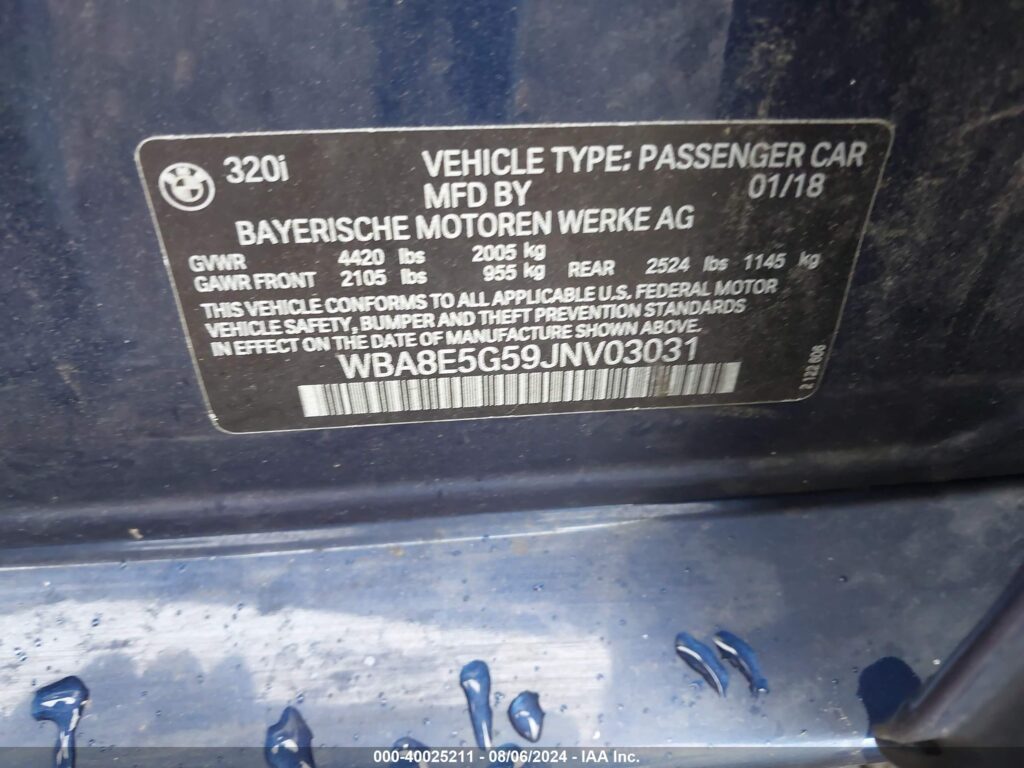 320i VEHICLE TYPE: PASSENGER CAR
MFD BY 01/18
BAYERISCHE MOTOREN WERKE AG
GVWR 4420 lbs 2005 kg
GAWR FRONT 2105 lbs 955 kg REAR 2524 lbs 1145 kg
THIS VEHICLE CONFORMS TO ALL APPLICABLE U.S. FEDERAL MOTOR
VEHICLE SAFETY, BUMPER AND THEFT PREVENTION STANDARDS
IN EFFECT ON THE DATE OF MANUFACTURE SHOWN ABOVE.
WBA8E5G59JNV03031
000-40025211 - 08/06/2024 - IAA Inc.